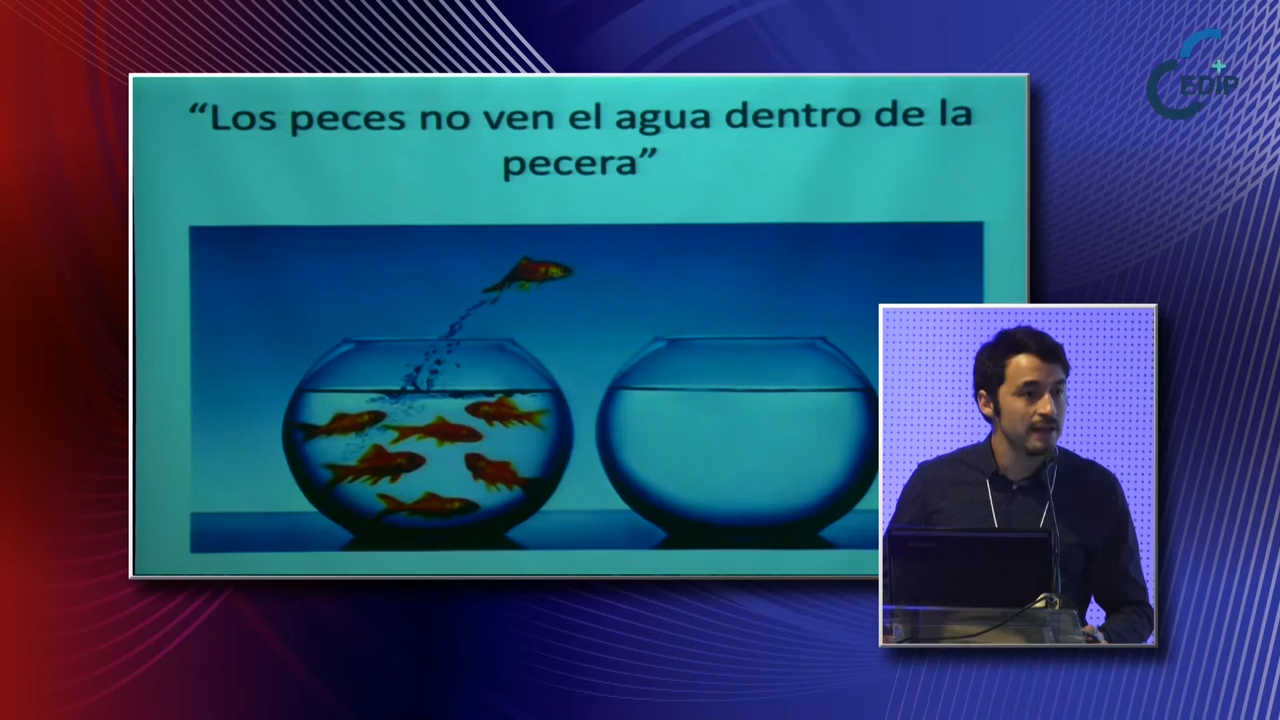 “Los peces no ven el agua dentro de la
pecera”
EDIP